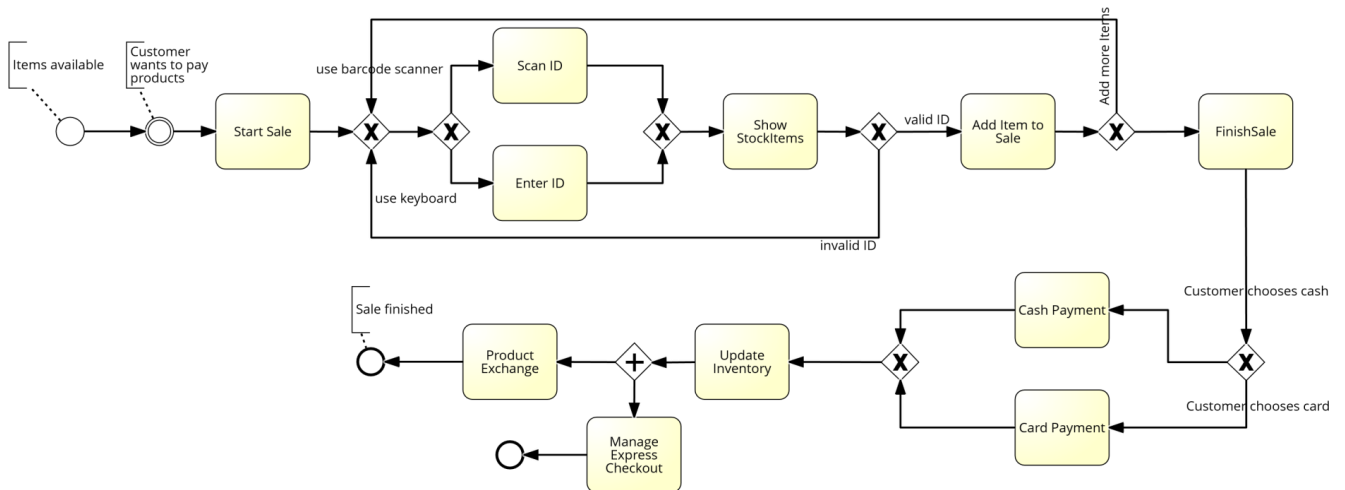 Add more Items
Customer
wants to pay
products
Items available
use barcode scanner
Scan ID
Start Sale
X
X
X
Show
StockItems
X
valid ID
Add Item to
Sale
X
FinishSale
Enter ID
use keyboard
invalid ID
Customer chooses cash
Sale finished
Cash Payment
Product
Exchange
+
Update
Inventory
X
X
Customer chooses card
Card Payment
Manage
Express
Checkout